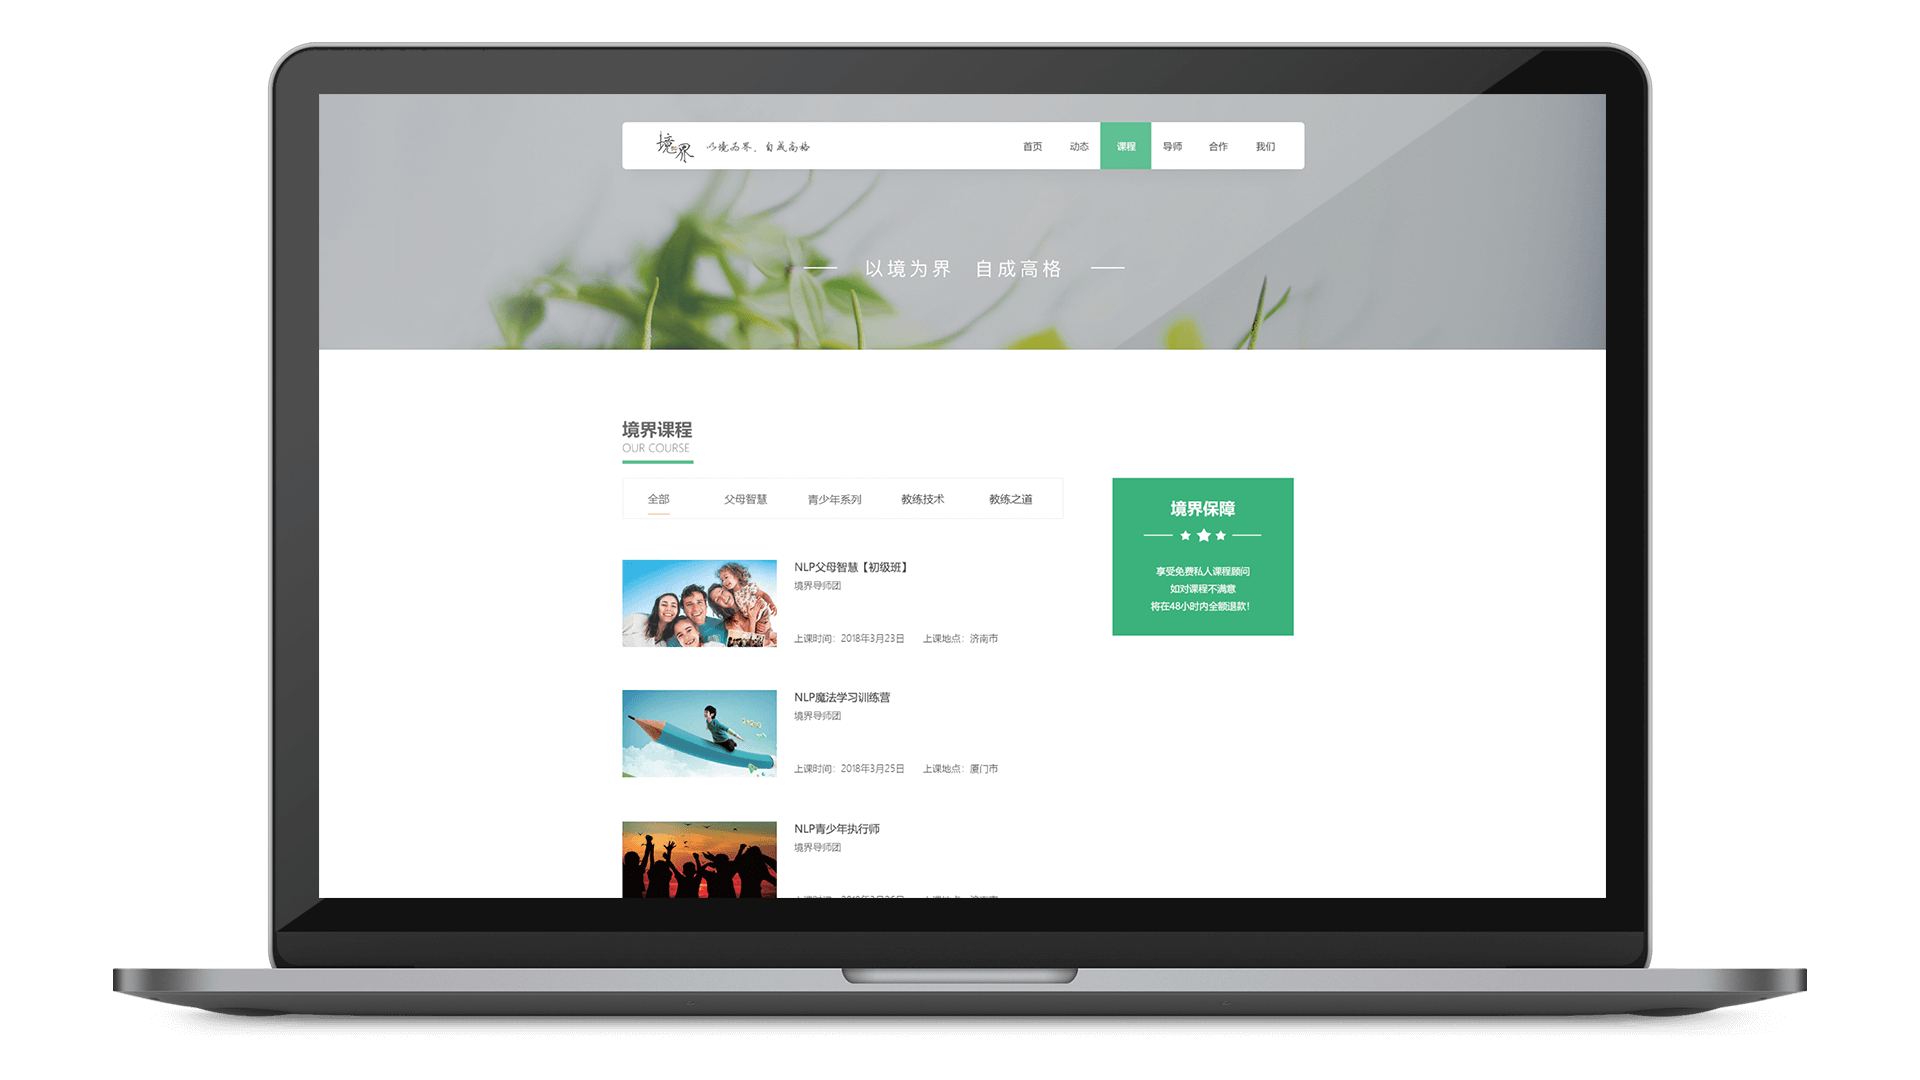 境界 以境为界、自成高格 首页 动态 课程 导师 合作 我们
以境为界 自成高格
境界课程
OUR COURSE
全部 父母智慧 青少年系列 教练技术 教练之道
NLP父母智慧【初级班】
境界导师团
上课时间：2018年3月23日 上课地点：济南市
NLP魔法学习训练营
境界导师团
上课时间：2018年3月25日 上课地点：厦门市
NLP青少年执行师
境界导师团
境界保障
享受免费私人课程顾问
如对课程不满意
将在48小时内全额退款！